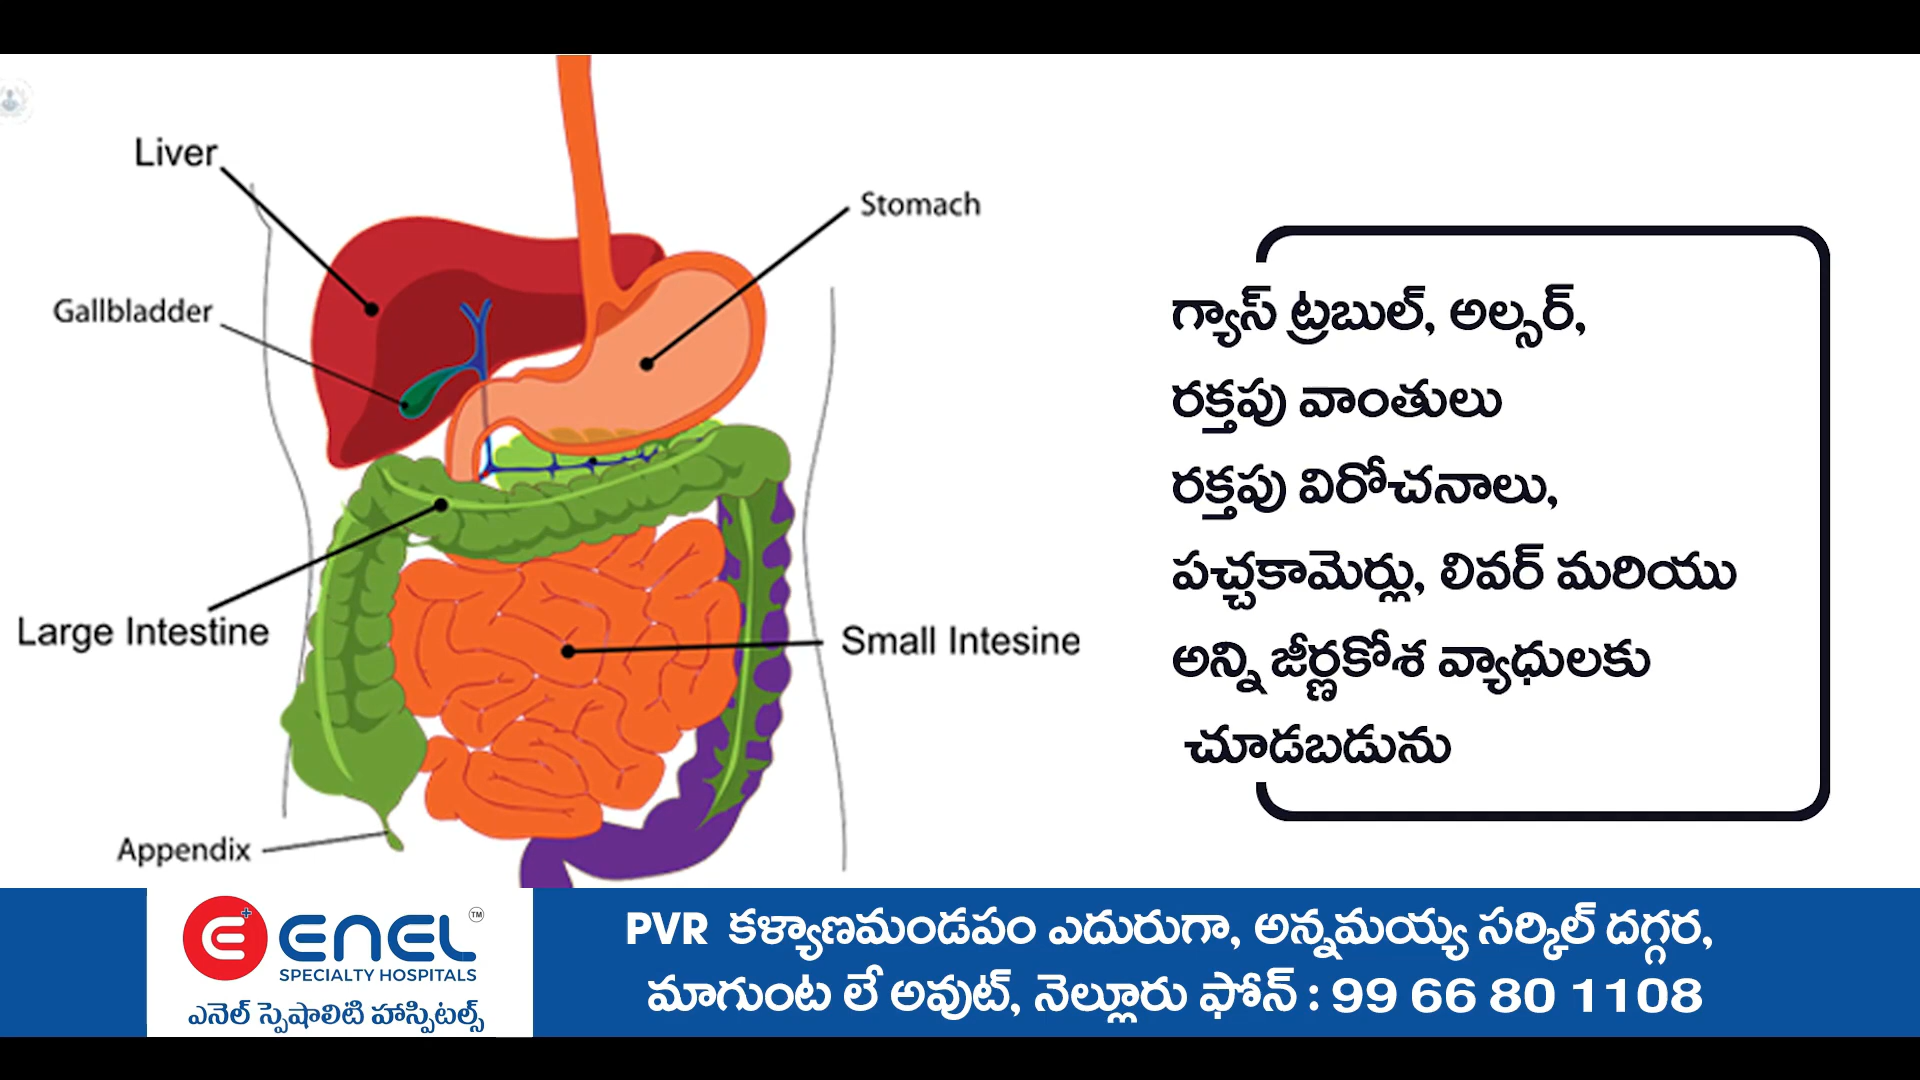 Liver
Stomach
Gallbladder
Large Intestine
Small Intesine
Appendix
గ్యాస్ ట్రబుల్, అల్సర్,
రక్తపు వాంతులు
రక్తపు విరోచనాలు,
పచ్చకామెర్లు, లివర్ మరియు
అన్ని జీర్ణకోశ వ్యాధులకు
చూడబడును
ENEL TM
SPECIALTY HOSPITALS
ఎనెల్ స్పెషాలిటి హాస్పిటల్స్
PVR కళ్యాణమండపం ఎదురుగా, అన్నమయ్య సర్కిల్ దగ్గర,
మాగుంట లే అవుట్, నెల్లూరు ఫోన్ : 99 66 80 1108